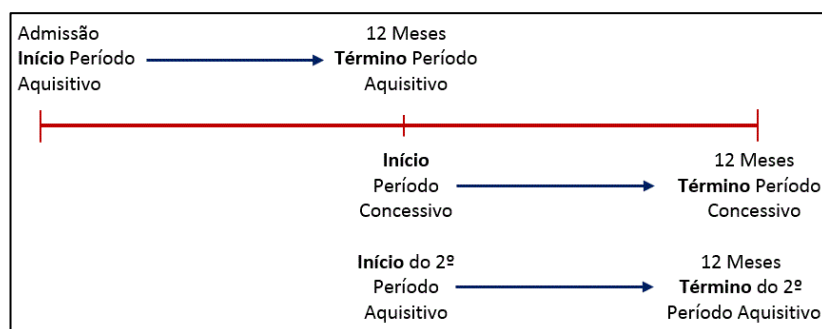 Admissão
Início Período
Aquisitivo
12 Meses
Término Período
Aquisitivo
Início
Período
Concessivo
12 Meses
Término Período
Concessivo
Início do 2º
Período
Aquisitivo
12 Meses
Término do 2º
Período Aquisitivo